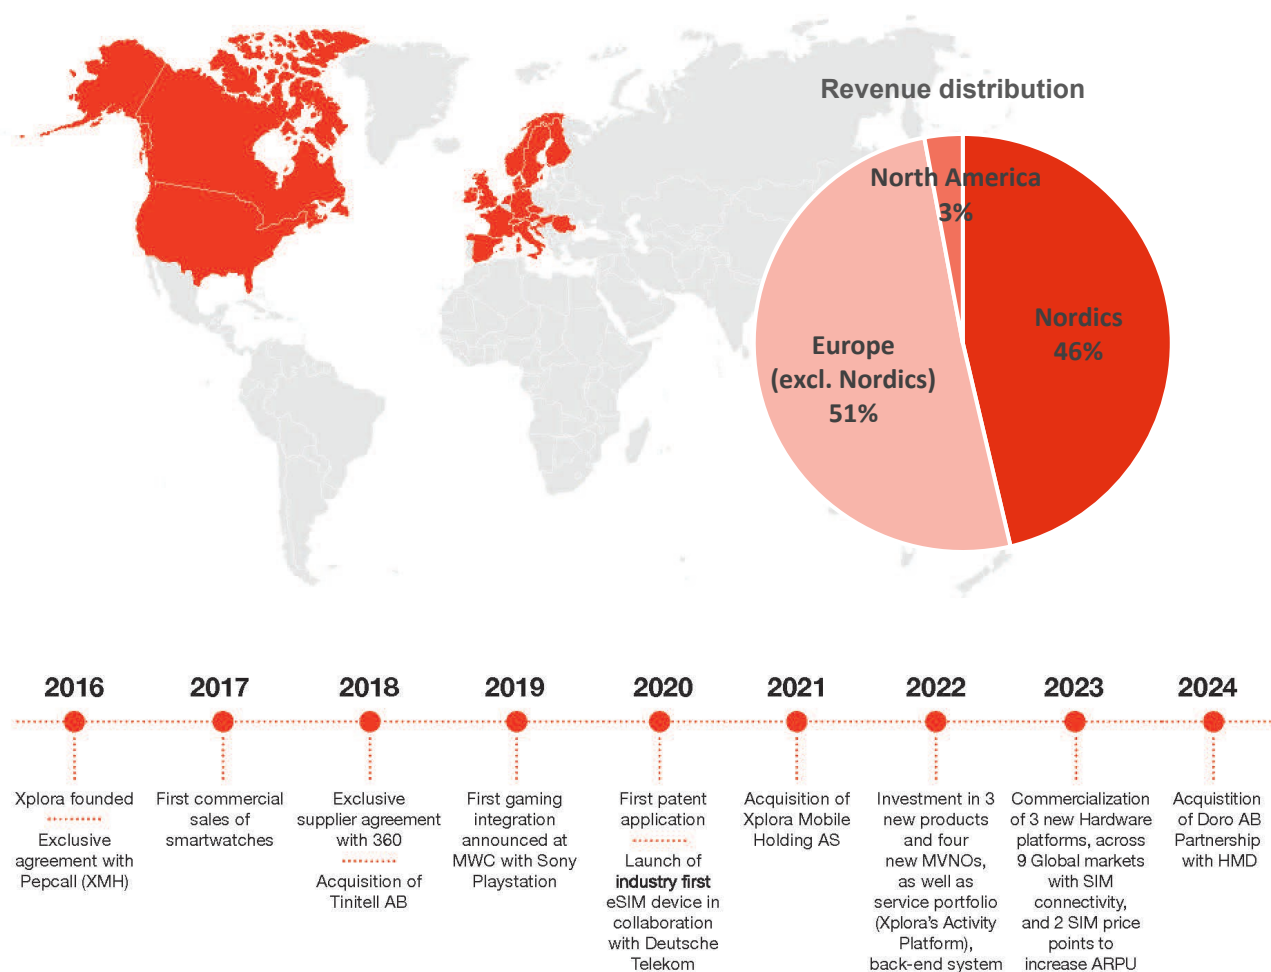 Revenue distribution
North America
3%
Nordics
46%
Europe
(excl. Nordics)
51%
2016
Xplora founded
Exclusive
agreement with
Pepcall (XMH)
2017
First commercial
sales of
smartwatches
2018
Exclusive
supplier agreement
with 360
Acquisition of
Tinitell AB
2019
First gaming
integration
announced at
MWC with Sony
Playstation
2020
First patent
application
Launch of
industry first
eSIM device in
collaboration
with Deutsche
Telekom
2021
Acquisition of
Xplora Mobile
Holding AS
2022
Investment in 3
new products
and four
new MVNOs,
as well as
service portfolio
(Xplora's Activity
Platform),
back-end system
2023
Commercialization
of 3 new Hardware
platforms, across
9 Global markets
with SIM
connectivity,
and 2 SIM price
points to
increase ARPU
2024
Acquistition
of Doro AB
Partnership
with HMD